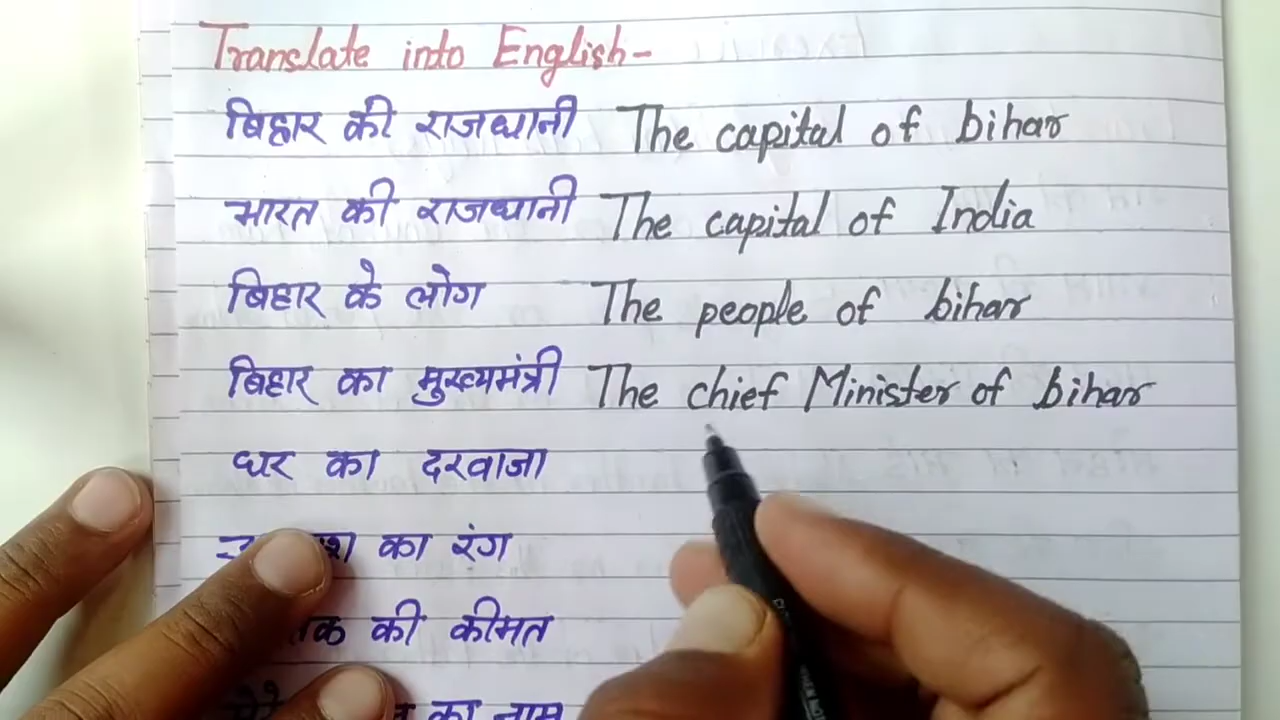 Translate into English-
बिहार की राजधानी The capital of bihar
भारत की राजधानी The capital of India
बिहार के लोग The people of bihar
बिहार का मुख्यमंत्री The chief Minister of bihar
घर का दरवाजा
का रंग
की कीमत
का नाम